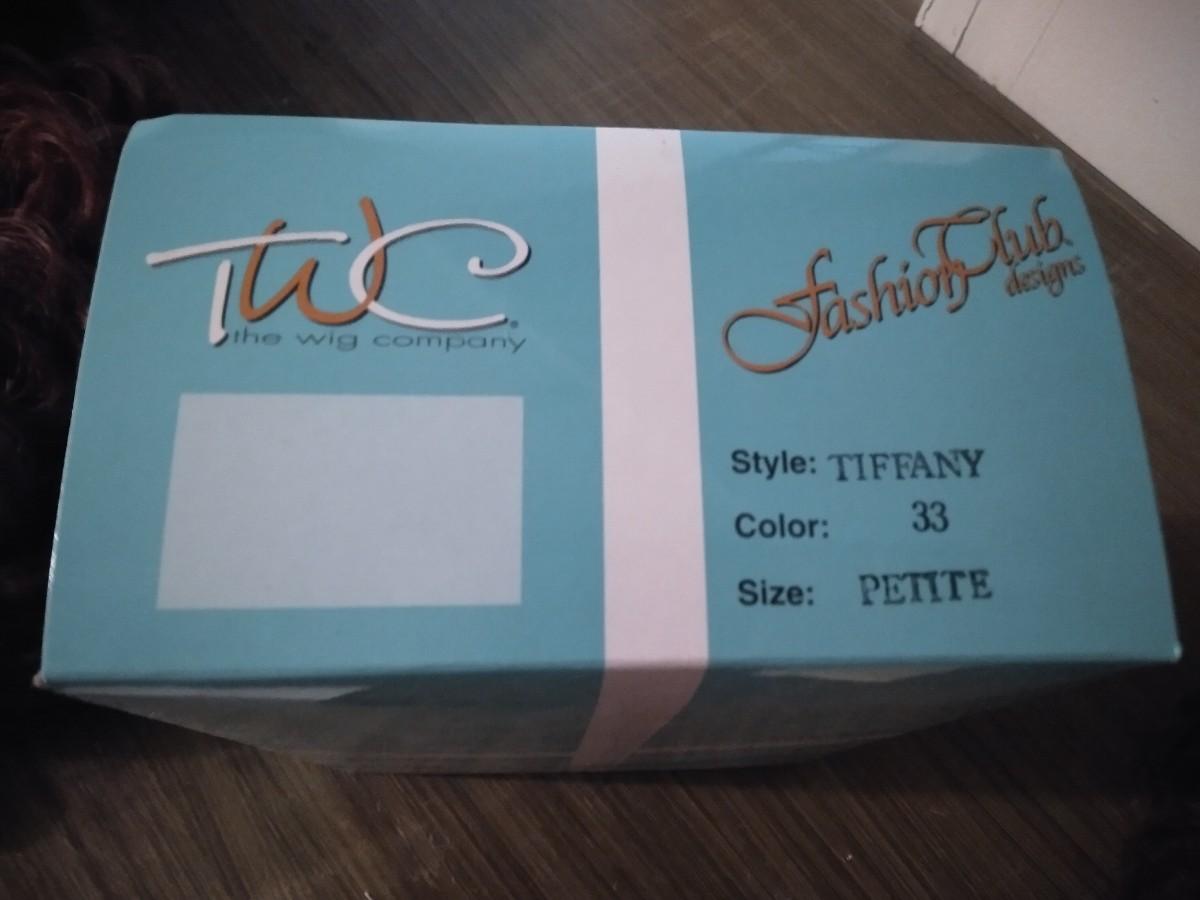 TWC®
the wig company
Fashion Club
designs
Style: TIFFANY
Color: 33
Size: PETITE